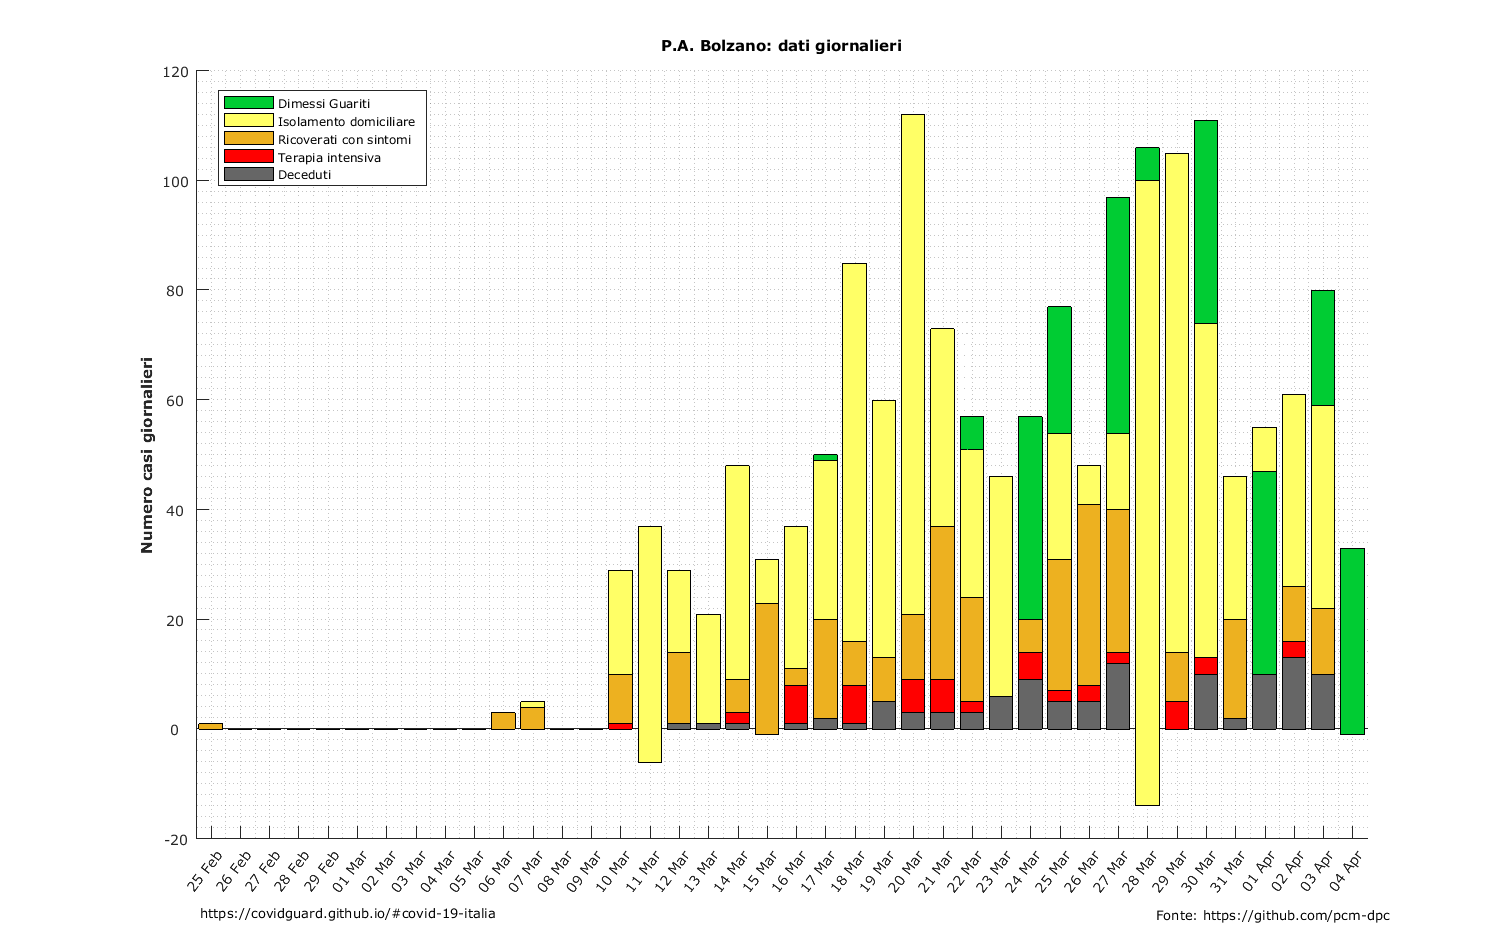 P.A. Bolzano: dati giornalieri
120
100
80
60
40
20
0
-20
Numero casi giornalieri
Dimessi Guariti
Isolamento domiciliare
Ricoverati con sintomi
Terapia intensiva
Deceduti
25 Feb
26 Feb
27 Feb
28 Feb
29 Feb
01 Mar
02 Mar
03 Mar
04 Mar
05 Mar
06 Mar
07 Mar
08 Mar
09 Mar
10 Mar
11 Mar
12 Mar
13 Mar
14 Mar
15 Mar
16 Mar
17 Mar
18 Mar
19 Mar
20 Mar
21 Mar
22 Mar
23 Mar
24 Mar
25 Mar
26 Mar
27 Mar
28 Mar
29 Mar
30 Mar
31 Mar
01 Apr
02 Apr
03 Apr
04 Apr
https://covidguard.github.io/#covid-19-italia
Fonte: https://github.com/pcm-dpc